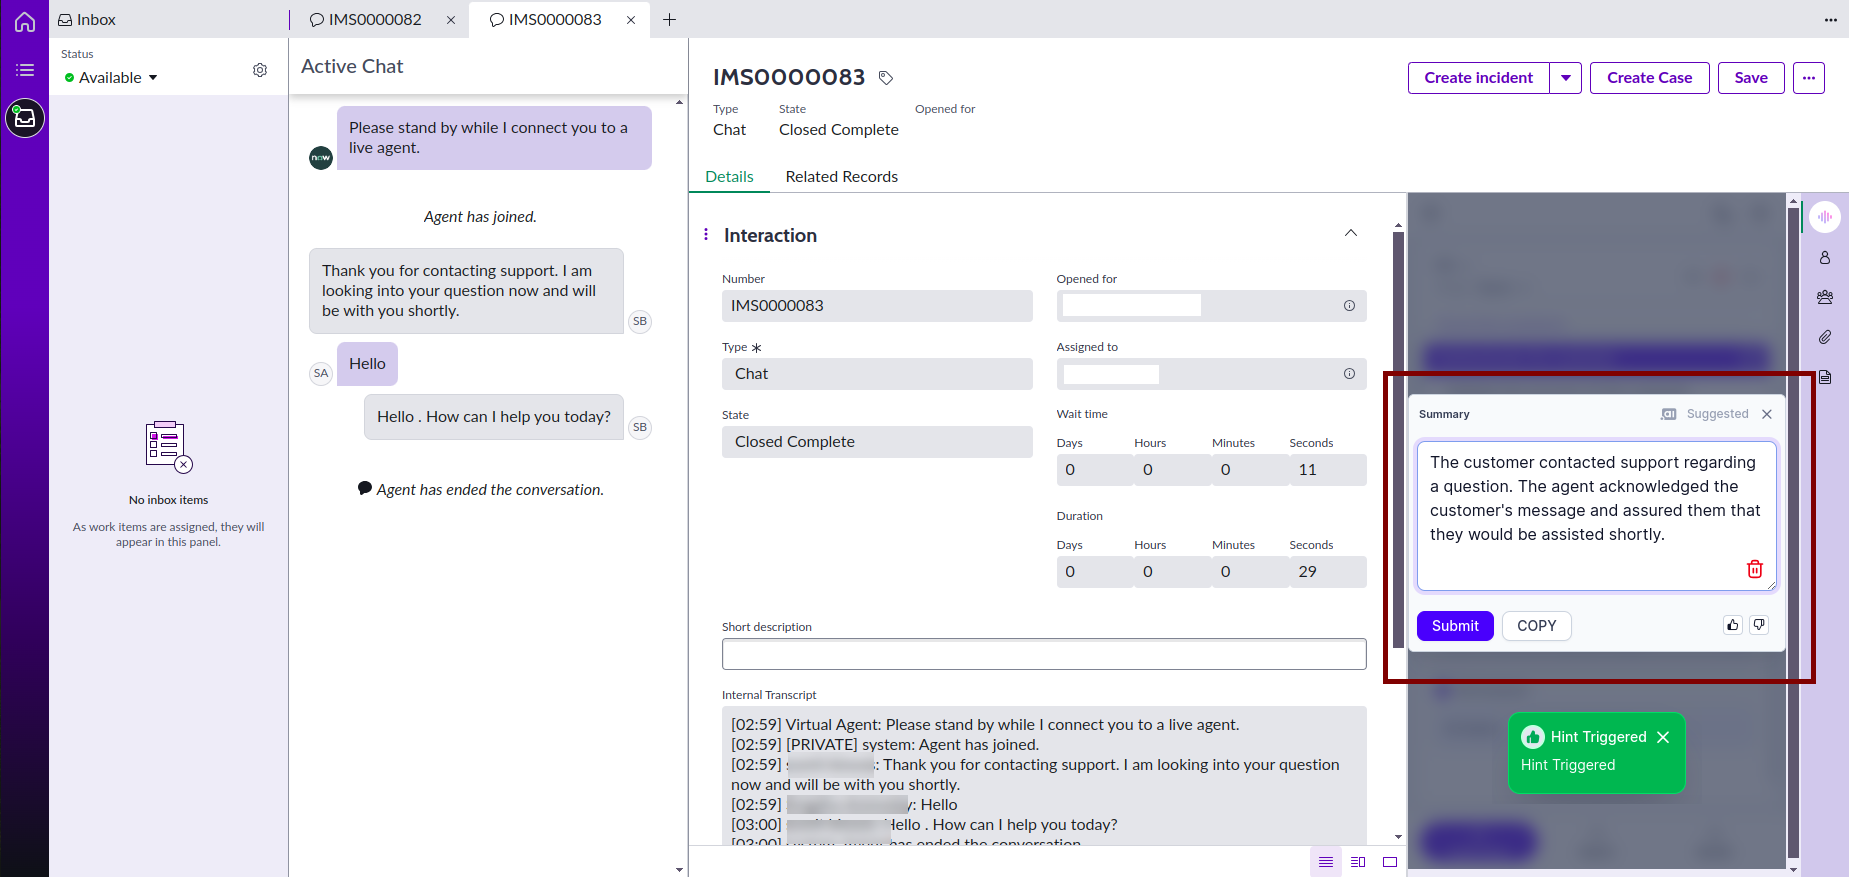 Inbox
IMS0000082
IMS0000083
Status
Available
No inbox items
As work items are assigned, they will
appear in this panel.
Active Chat
Please stand by while I connect you to a
live agent.
now
Agent has joined.
Thank you for contacting support. I am
looking into your question now and will
be with you shortly.
SB
SA
Hello
Hello . How can I help you today?
SB
Agent has ended the conversation.
IMS0000083
Create incident
Create Case
Save
Type
State
Opened for
Chat
Closed Complete
Details
Related Records
Interaction
Number
IMS0000083
Opened for
Type
Chat
Assigned to
State
Closed Complete
Wait time
Days Hours Minutes Seconds
0 0 0 11
Duration
Days Hours Minutes Seconds
0 0 0 29
Short description
Internal Transcript
[02:59] Virtual Agent: Please stand by while I connect you to a live agent.
[02:59] [PRIVATE] system: Agent has joined.
[02:59] : Thank you for contacting support. I am looking into your question
now and will be with you shortly.
[02:59] y: Hello
[03:00] Hello . How can I help you today?
[03:00] has ended the conversation
Summary
.ai Suggested
The customer contacted support regarding
a question. The agent acknowledged the
customer's message and assured them that
they would be assisted shortly.
Submit
COPY
Hint Triggered
Hint Triggered